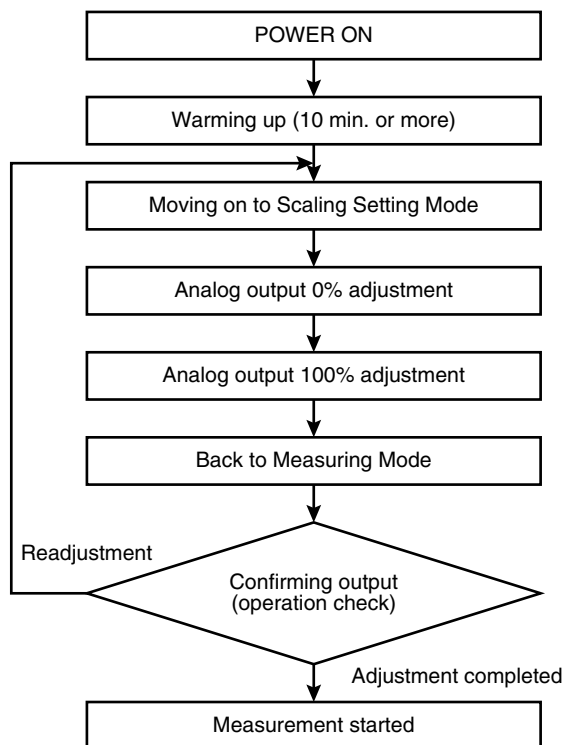 POWER ON
Warming up (10 min. or more)
Moving on to Scaling Setting Mode
Analog output 0% adjustment
Analog output 100% adjustment
Back to Measuring Mode
Readjustment
Confirming output
(operation check)
Adjustment completed
Measurement started